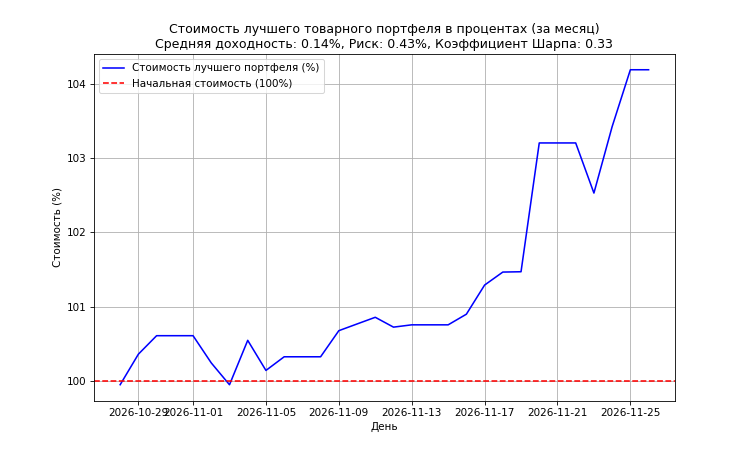 Стоимость лучшего товарного портфеля в процентах (за месяц)
Средняя доходность: 0.14%, Риск: 0.43%, Коэффициент Шарпа: 0.33
Стоимость лучшего портфеля (%)
Начальная стоимость (100%)
Стоимость (%)
104
103
102
101
100
2026-10-29 2026-11-01 2026-11-05 2026-11-09 2026-11-13 2026-11-17 2026-11-21 2026-11-25
День